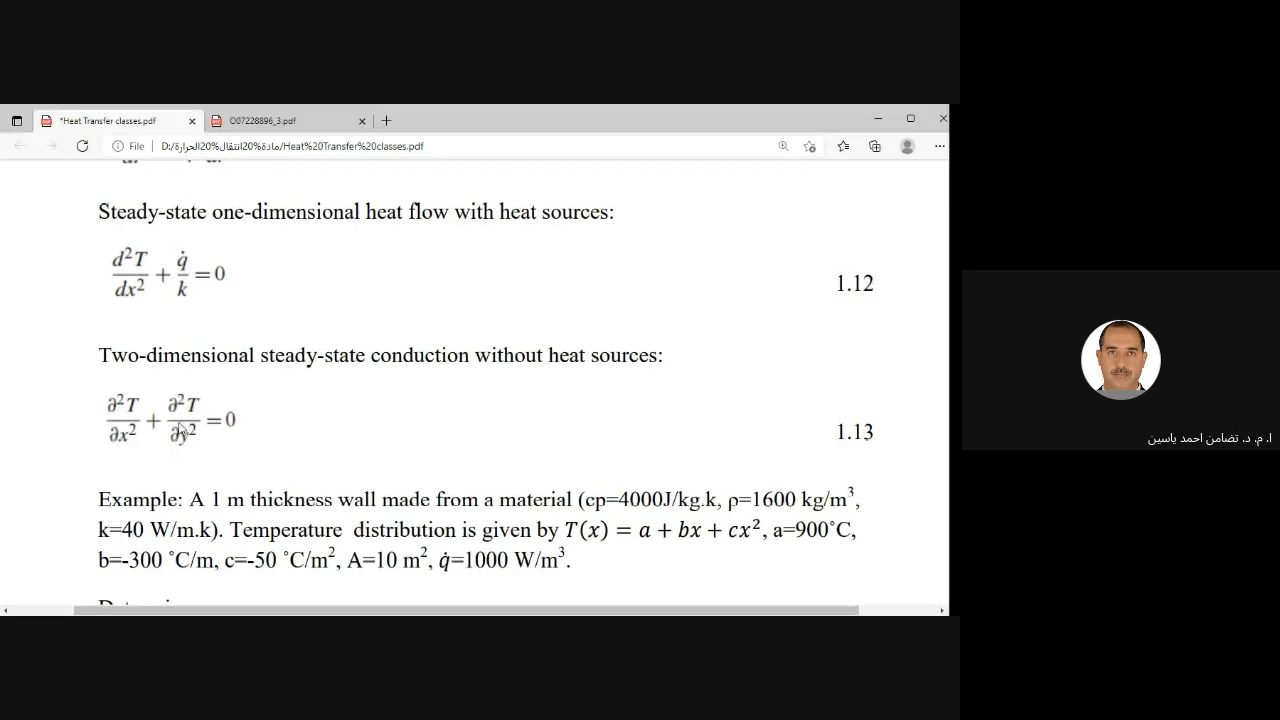 *Heat Transfer classes.pdf
O07228896_3.pdf
File
D:/مادة%20انتقال%20الحرارة/Heat%20Transfer%20classes.pdf
Steady-state one-dimensional heat flow with heat sources:
d²T/dx² + q̇/k = 0
1.12
Two-dimensional steady-state conduction without heat sources:
∂²T/∂x² + ∂²T/∂y² = 0
1.13
Example: A 1 m thickness wall made from a material (cp=4000J/kg.k, ρ=1600 kg/m³,
k=40 W/m.k). Temperature distribution is given by T(x) = a + bx + cx², a=900˚C,
b=-300 ˚C/m, c=-50 ˚C/m², A=10 m², q̇=1000 W/m³.
ا. م. د. تضامن احمد ياسين